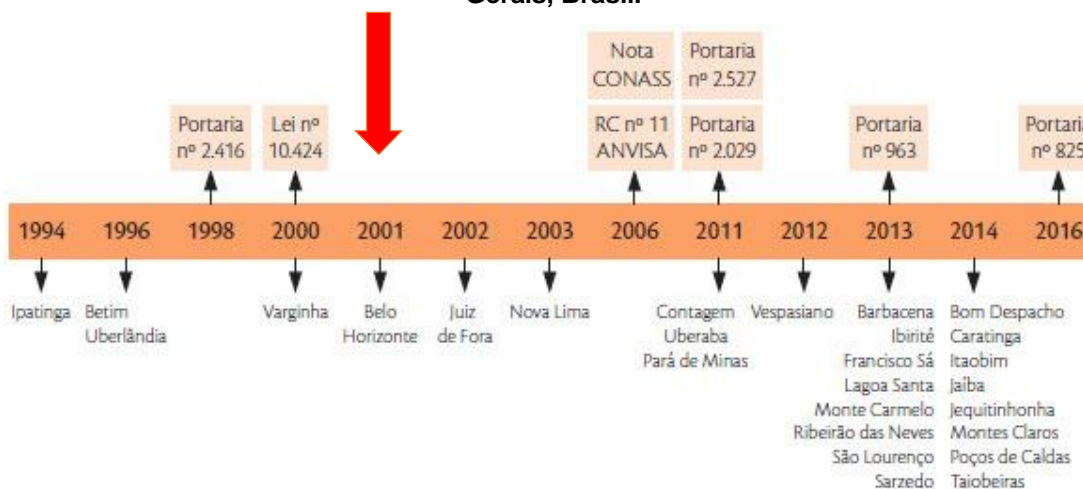 Gerais, Brasil
Nota
CONASS
Portaria
nº 2.527
Portaria
nº 2.416
Lei nº
10.424
RC nº 11
ANVISA
Portaria
nº 2.029
Portaria
nº 963
Portaria
nº 825
1994 1996 1998 2000 2001 2002 2003 2006 2011 2012 2013 2014 2016
Ipatinga
Betim
Uberlândia
Varginha
Belo
Horizonte
Juiz
de Fora
Nova Lima
Contagem
Uberaba
Pará de Minas
Vespasiano
Barbacena
Ibirité
Francisco Sá
Lagoa Santa
Monte Carmelo
Ribeirão das Neves
São Lourenço
Sarzedo
Bom Despacho
Caratinga
Itaobim
Jaíba
Jequitinhonha
Montes Claros
Poços de Caldas
Taiobeiras